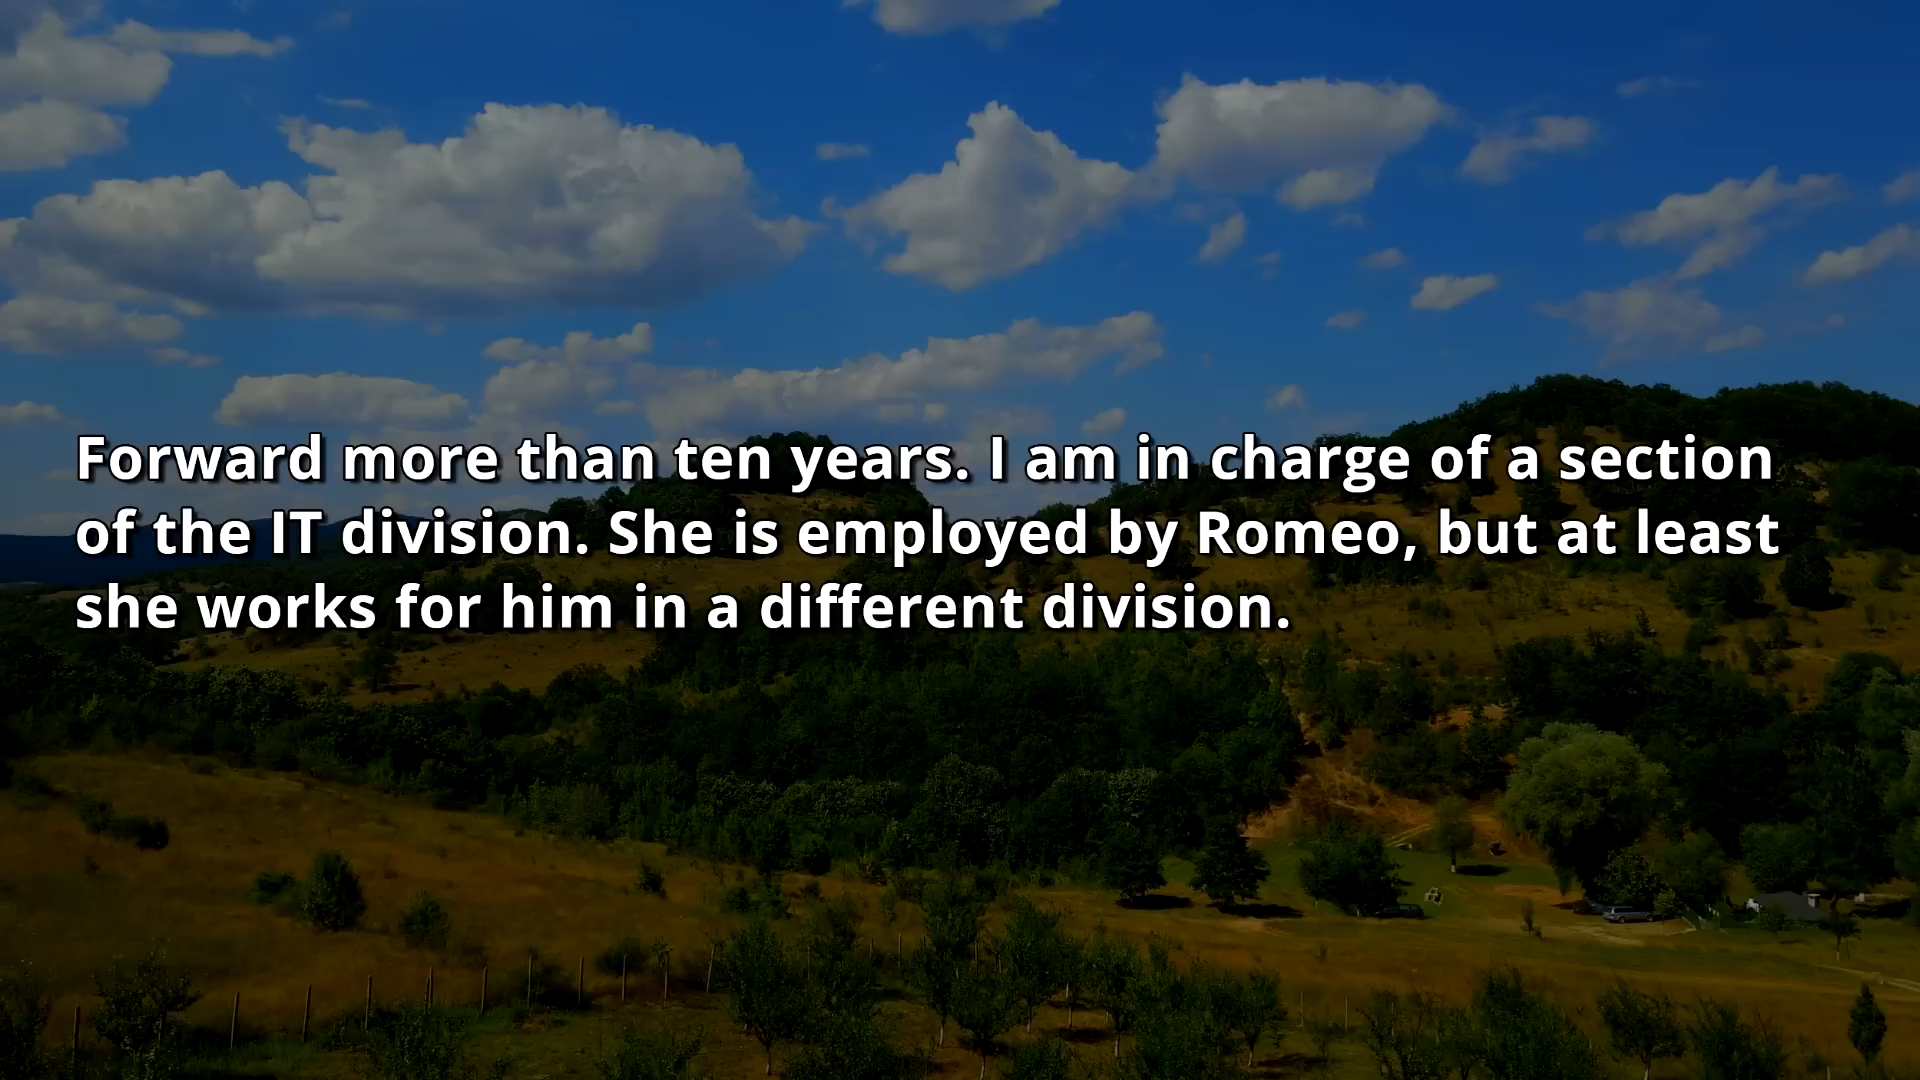 Forward more than ten years. I am in charge of a section
of the IT division. She is employed by Romeo, but at least
she works for him in a different division.